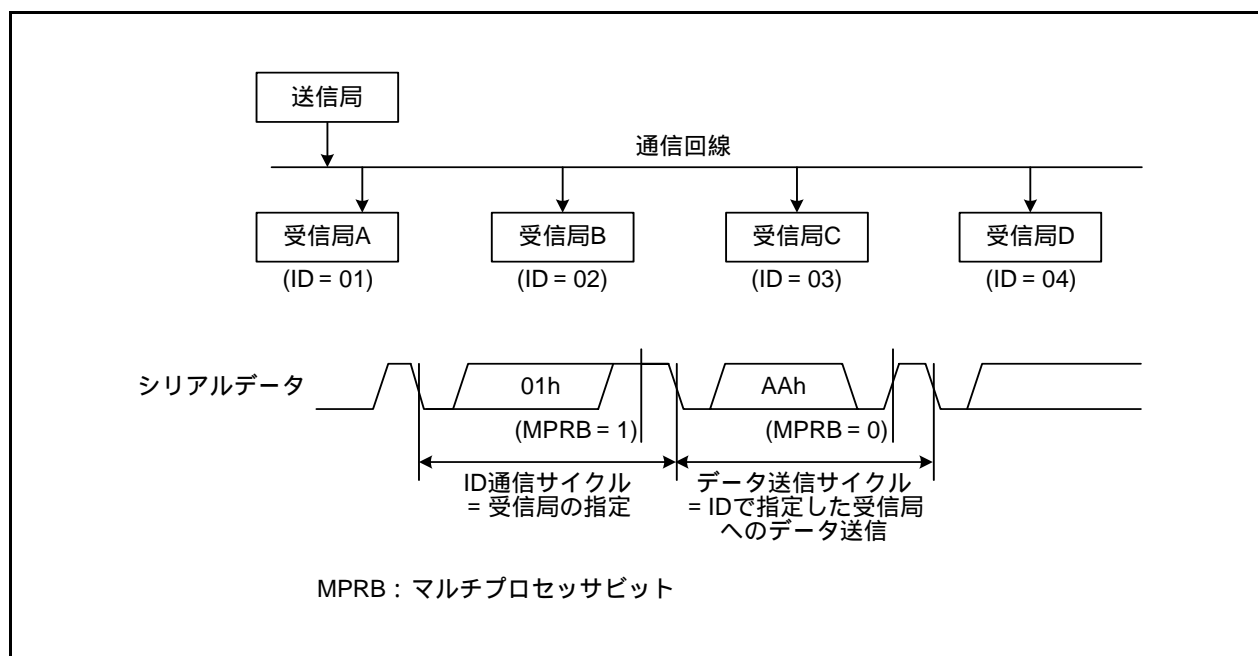 送信局
通信回線
受信局A 受信局B 受信局C 受信局D
(ID = 01) (ID = 02) (ID = 03) (ID = 04)
シリアルデータ 01h AAh
(MPRB = 1) (MPRB = 0)
ID通信サイクル
= 受信局の指定
データ送信サイクル
= IDで指定した受信局
へのデータ送信
MPRB : マルチプロセッサビット